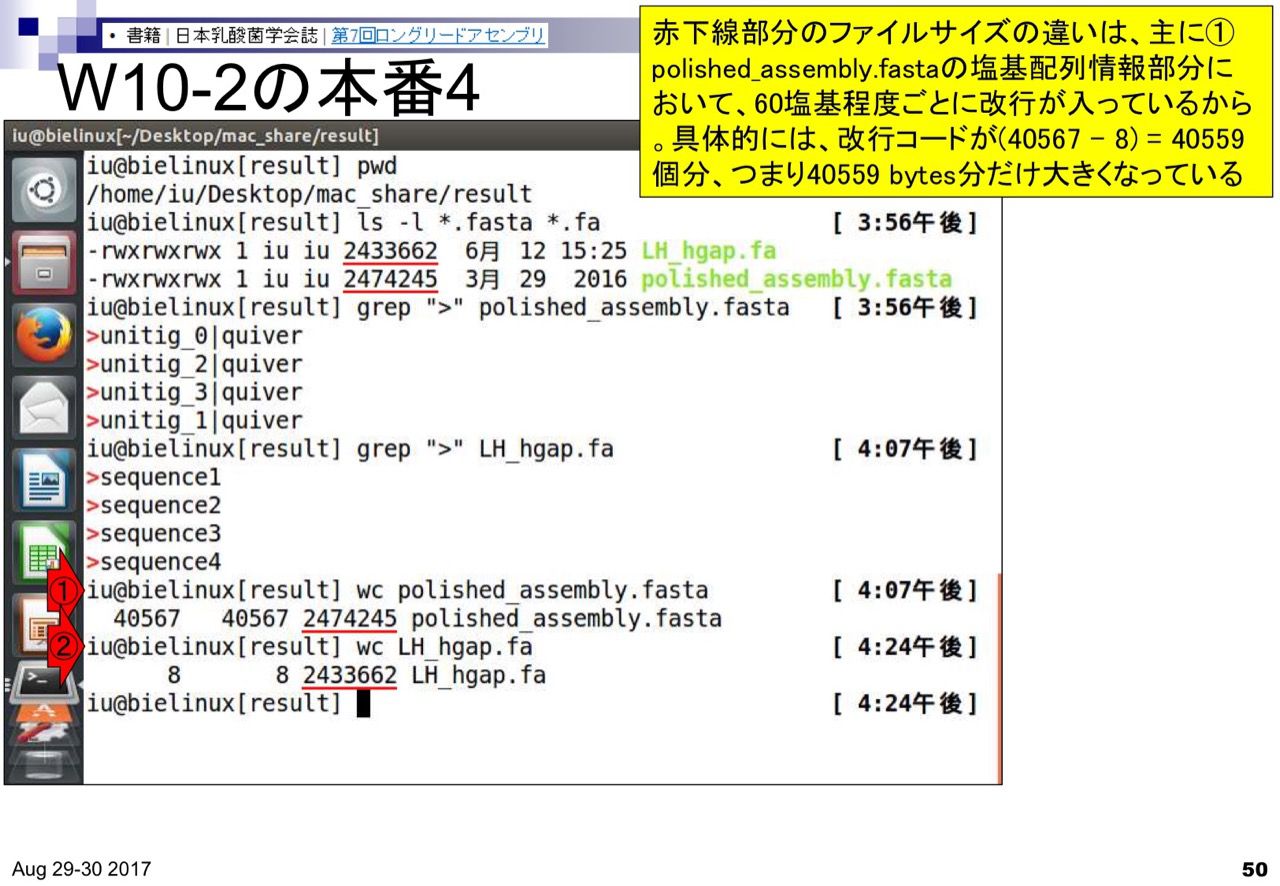 • 書籍 | 日本乳酸菌学会誌 | 第7回ロングリードアセンブリ
W10-2の本番4
赤下線部分のファイルサイズの違いは、主に①
polished_assembly.fastaの塩基配列情報部分に
おいて、60塩基程度ごとに改行が入っているから
。具体的には、改行コードが(40567 - 8) = 40559
個分、つまり40559 bytes分だけ大きくなっている
iu@bielinux[~/Desktop/mac_share/result]
iu@bielinux[result] pwd
/home/iu/Desktop/mac_share/result
iu@bielinux[result] ls -l *.fasta *.fa [ 3:56午後]
-rwxrwxrwx 1 iu iu 2433662 6月 12 15:25 LH_hgap.fa
-rwxrwxrwx 1 iu iu 2474245 3月 29 2016 polished_assembly.fasta
iu@bielinux[result] grep ">" polished_assembly.fasta [ 3:56午後]
>unitig_0|quiver
>unitig_2|quiver
>unitig_3|quiver
>unitig_1|quiver
iu@bielinux[result] grep ">" LH_hgap.fa [ 4:07午後]
>sequence1
>sequence2
>sequence3
>sequence4
① iu@bielinux[result] wc polished_assembly.fasta [ 4:07午後]
40567 40567 2474245 polished_assembly.fasta
② iu@bielinux[result] wc LH_hgap.fa [ 4:24午後]
8 8 2433662 LH_hgap.fa
iu@bielinux[result] [ 4:24午後]
Aug 29-30 2017
50